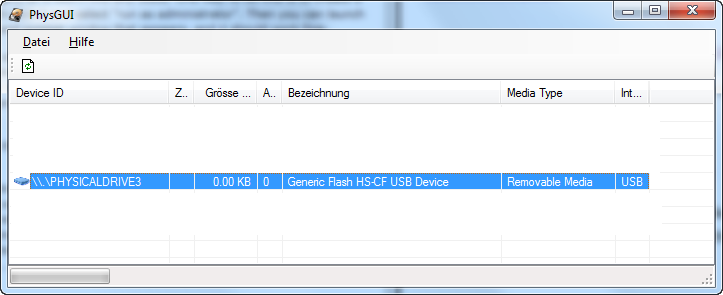 PhysGUI
Datei Hilfe
Device ID Z.. Grösse ... A.. Bezeichnung Media Type Int...
\\.\PHYSICALDRIVE3 0.00 KB 0 Generic Flash HS-CF USB Device Removable Media USB